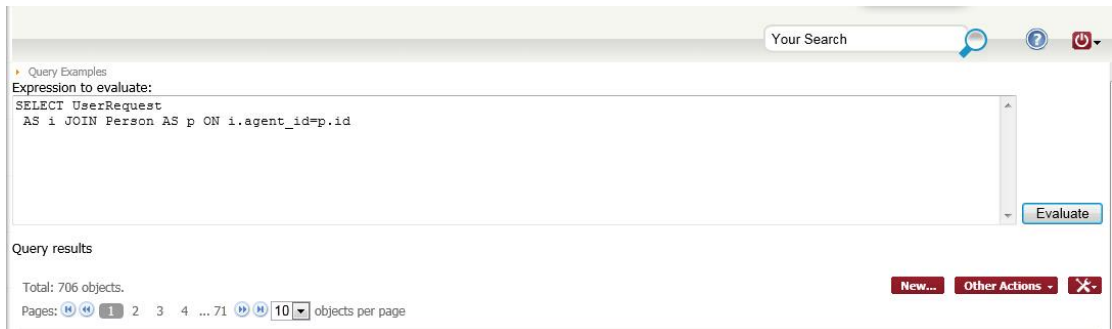 Your Search
Query Examples
Expression to evaluate:
SELECT UserRequest
AS i JOIN Person AS p ON i.agent_id=p.id
Evaluate
Query results
Total: 706 objects.
New... Other Actions
Pages: 1 2 3 4 ... 71 10 objects per page